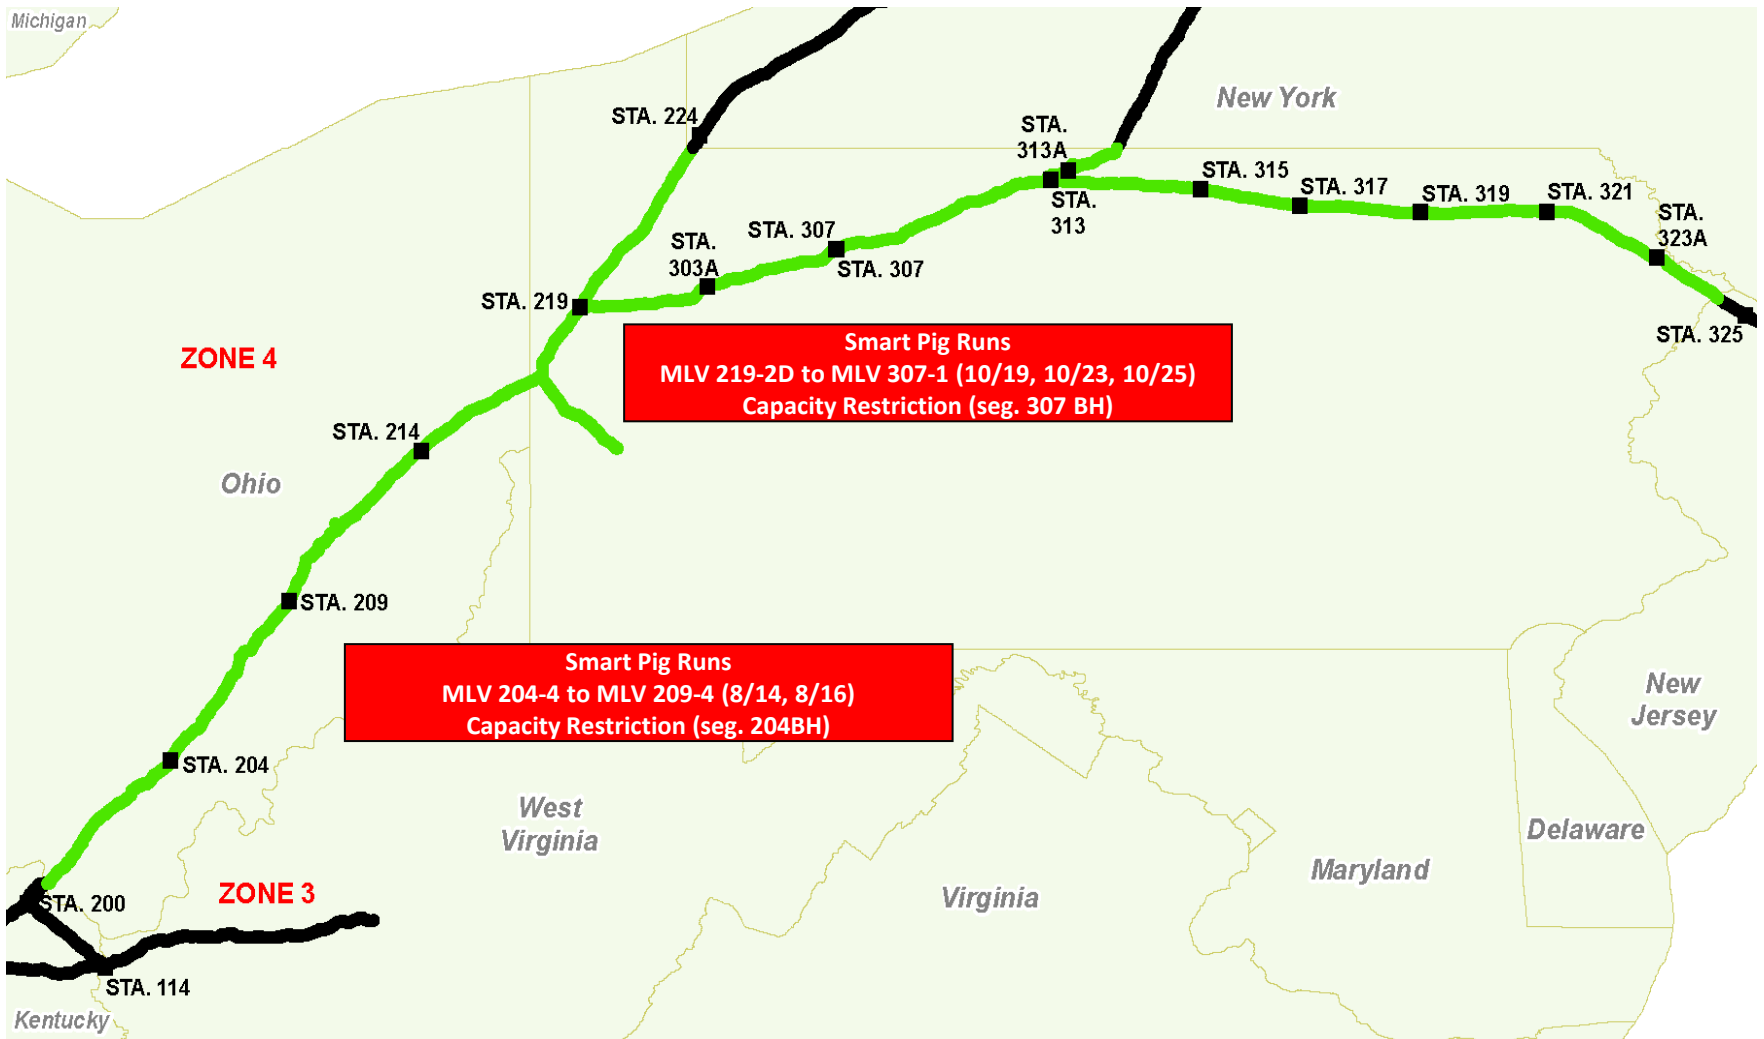 Michigan
New York
STA. 224
STA.
313A
STA. 315
STA. 317
STA. 319
STA. 321
STA.
323A
STA.
313
STA. 307
STA. 307
STA.
303A
STA. 219
STA. 325
Smart Pig Runs
MLV 219-2D to MLV 307-1 (10/19, 10/23, 10/25)
Capacity Restriction (seg. 307 BH)
ZONE 4
STA. 214
Ohio
STA. 209
Smart Pig Runs
MLV 204-4 to MLV 209-4 (8/14, 8/16)
Capacity Restriction (seg. 204BH)
New
Jersey
STA. 204
West
Virginia
Delaware
Maryland
ZONE 3
Virginia
STA. 200
STA. 114
Kentucky